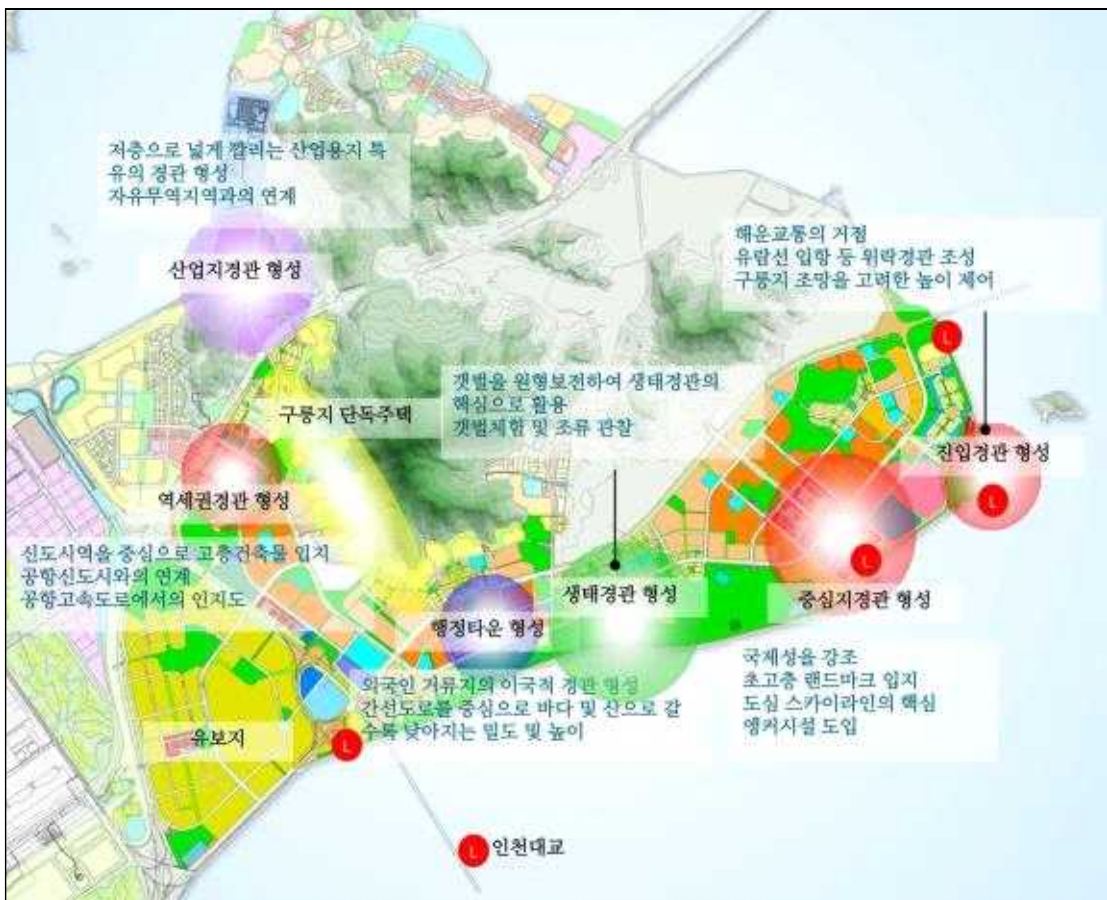 저층으로 넓게 깔리는 산업용지 특
유의 경관 형성
자유무역지역과의 연계
산업지경관 형성
해운교통의 거점
유람선 입항 등 위락경관 조성
구릉지 조망을 고려한 높이 제어
갯벌을 원형보전하여 생태경관의
핵심으로 활용
갯벌체험 및 조류 관찰
구릉지 단독주택
진입경관 형성
역세권경관 형성
신도시역을 중심으로 고층건축물 입지
공항신도시와의 연계
공항고속도로에서의 인지도
생태경관 형성
중심지경관 형성
행정타운 형성
외국인 거류지의 이국적 경관 형성
간선도로를 중심으로 바다 및 산으로 갈
수록 낮아지는 밀도 및 높이
국제성을 강조
초고층 랜드마크 입지
도심 스카이라인의 핵심
앵커시설 도입
유보지
L
L
L
L
L 인천대교